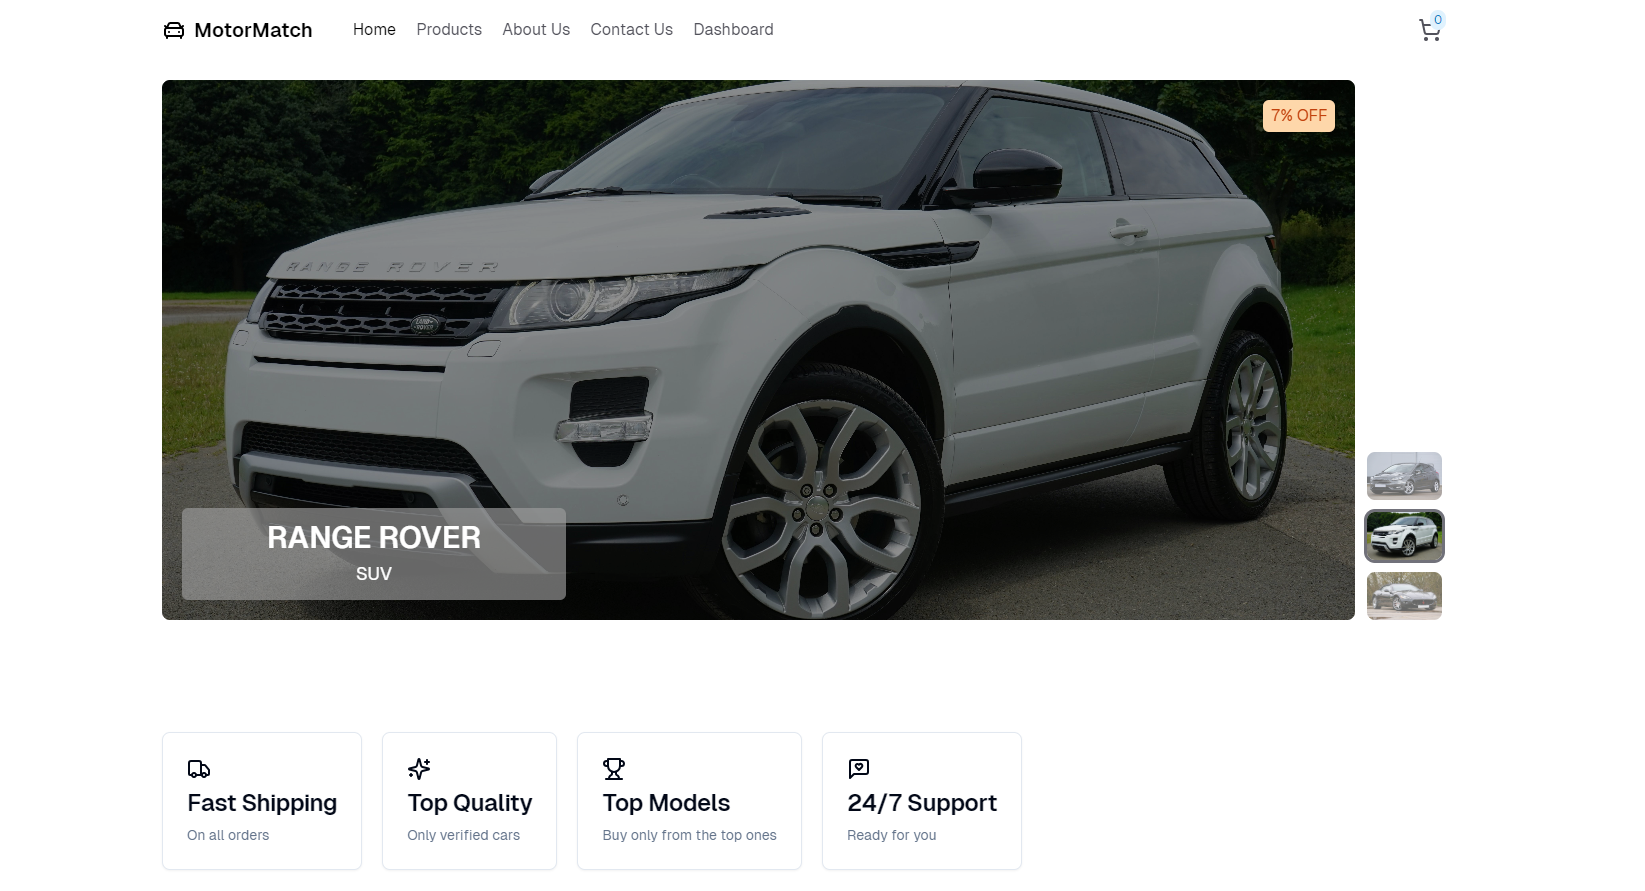 MotorMatch
Home
Products
About Us
Contact Us
Dashboard
0
7% OFF
RANGE ROVER
LAND ROVER
RANGE ROVER
SUV
Fast Shipping
On all orders
Top Quality
Only verified cars
Top Models
Buy only from the top ones
24/7 Support
Ready for you